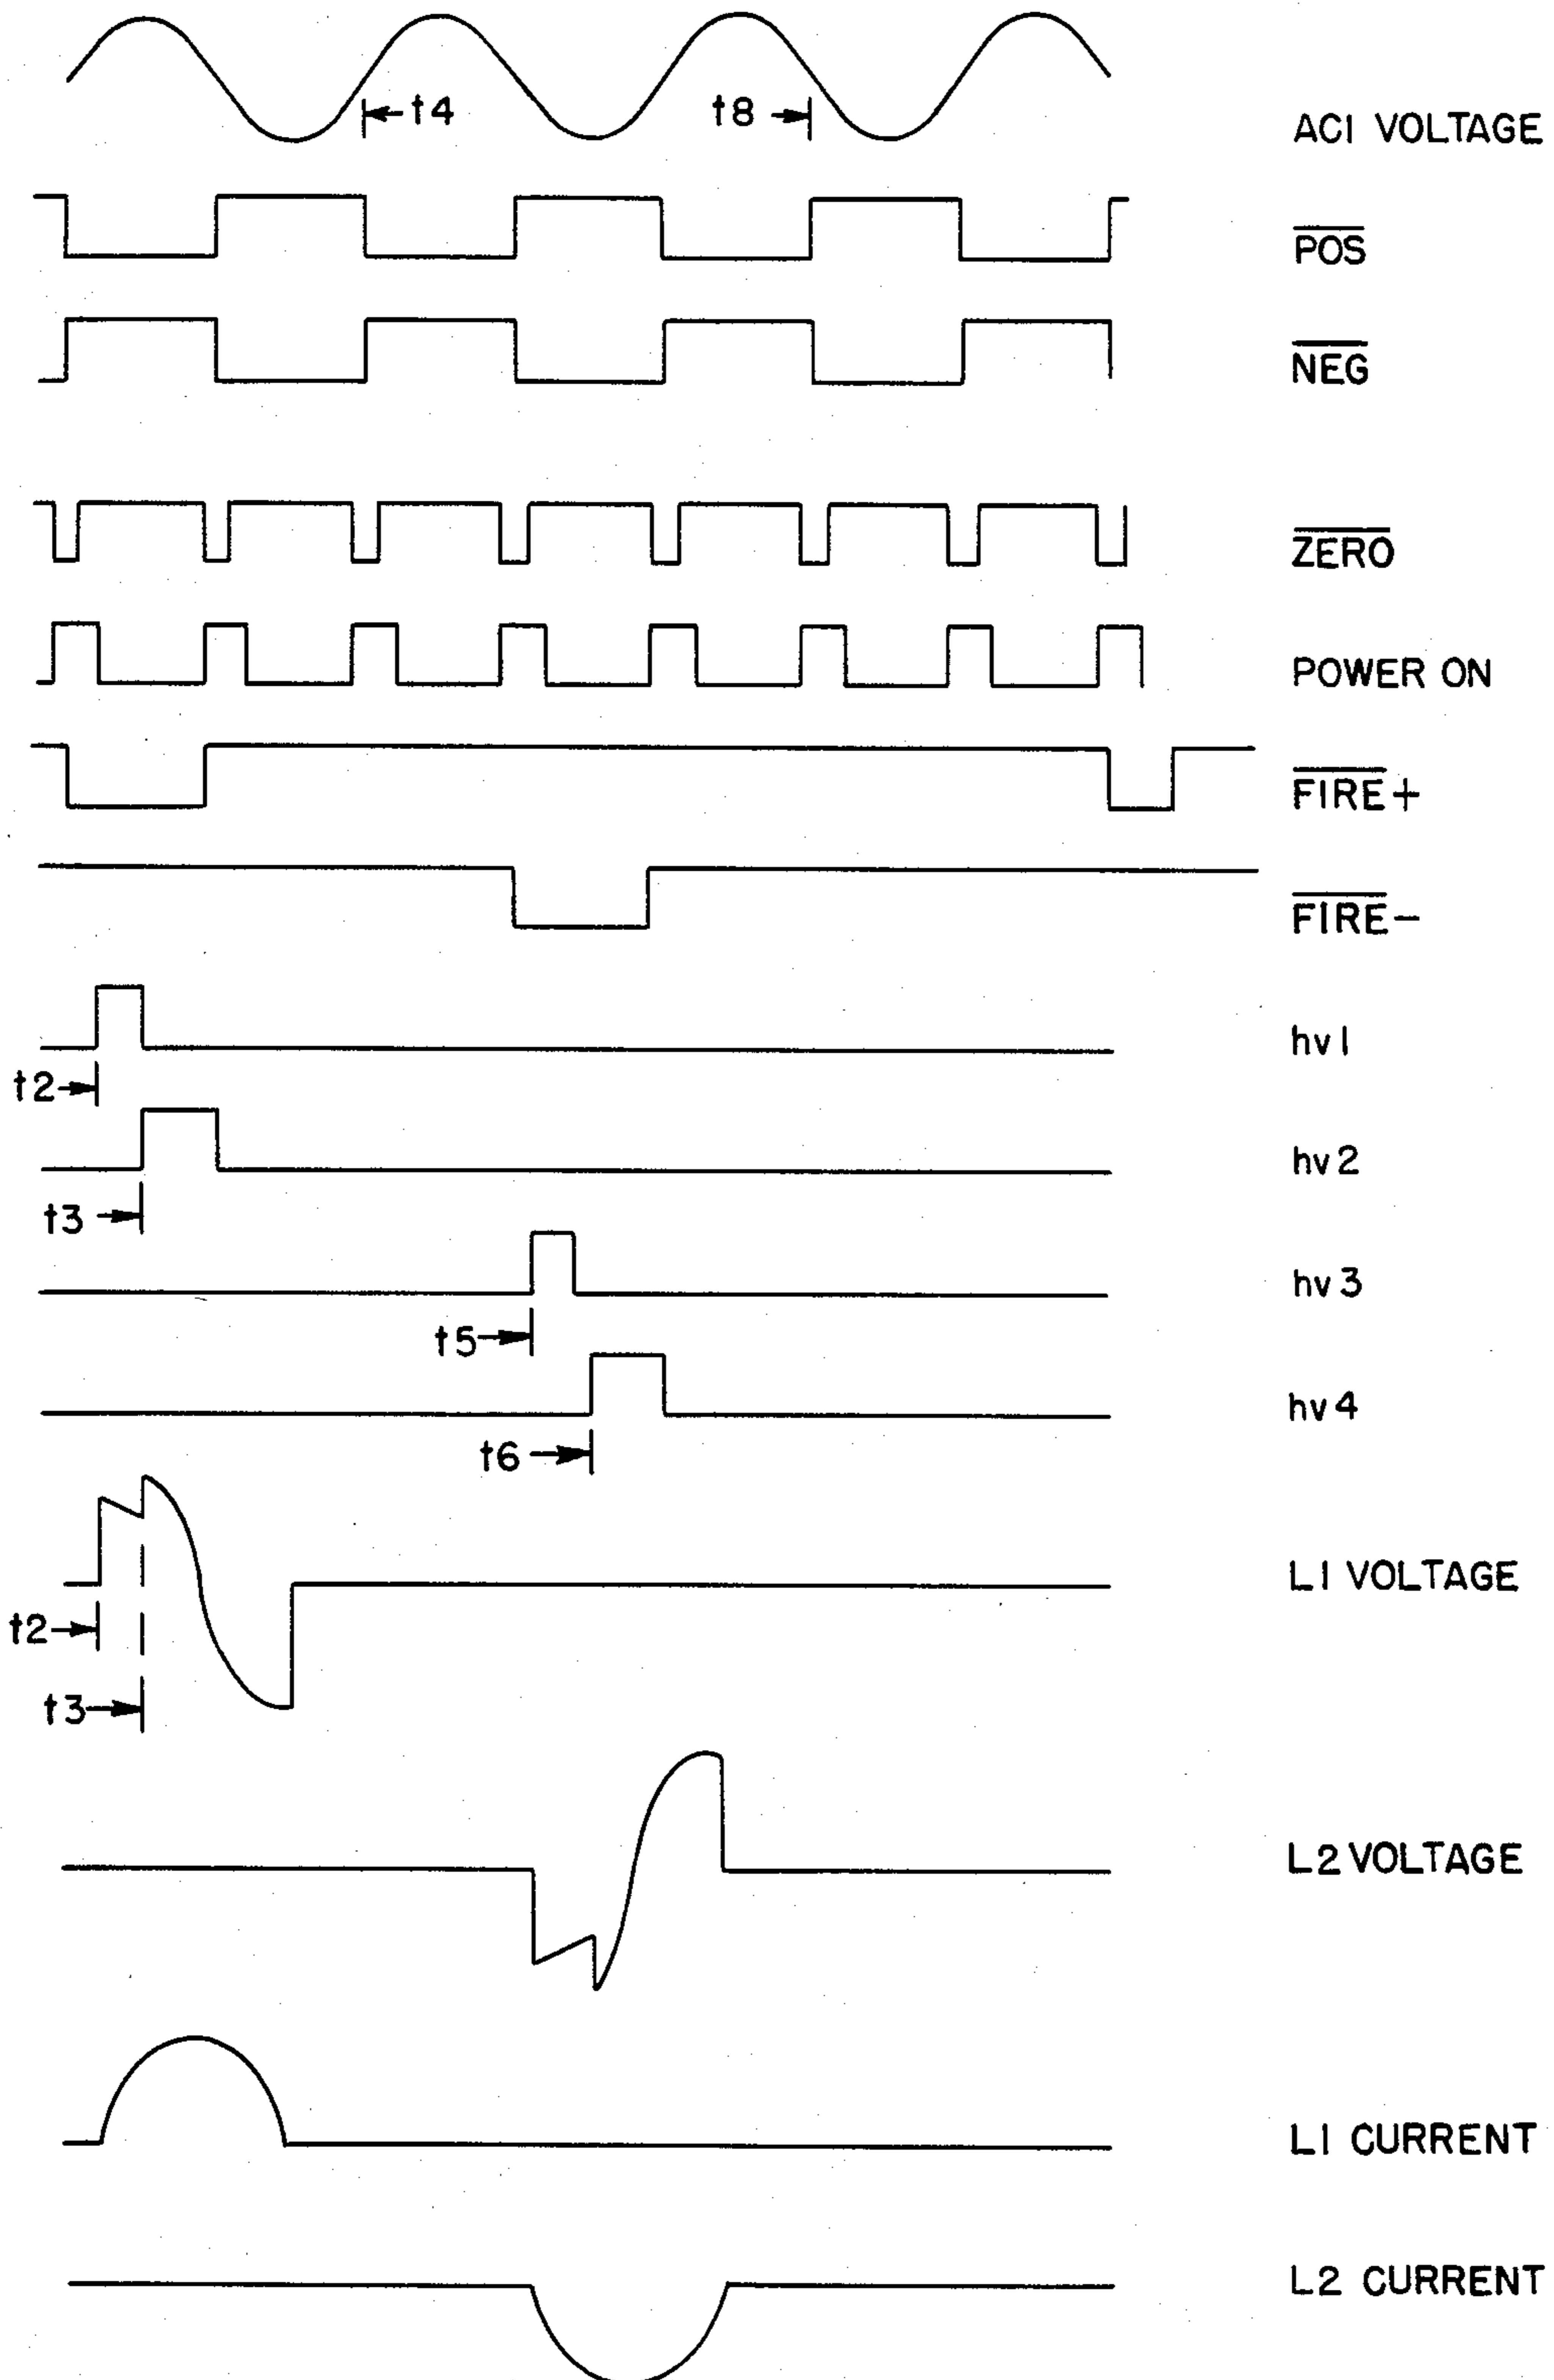 t4
t8
AC1 VOLTAGE
POS
NEG
ZERO
POWER ON
FIRE+
FIRE-
hv1
t2
hv2
t3
hv3
t5
hv4
t6
L1 VOLTAGE
t2
t3
L2 VOLTAGE
L1 CURRENT
L2 CURRENT